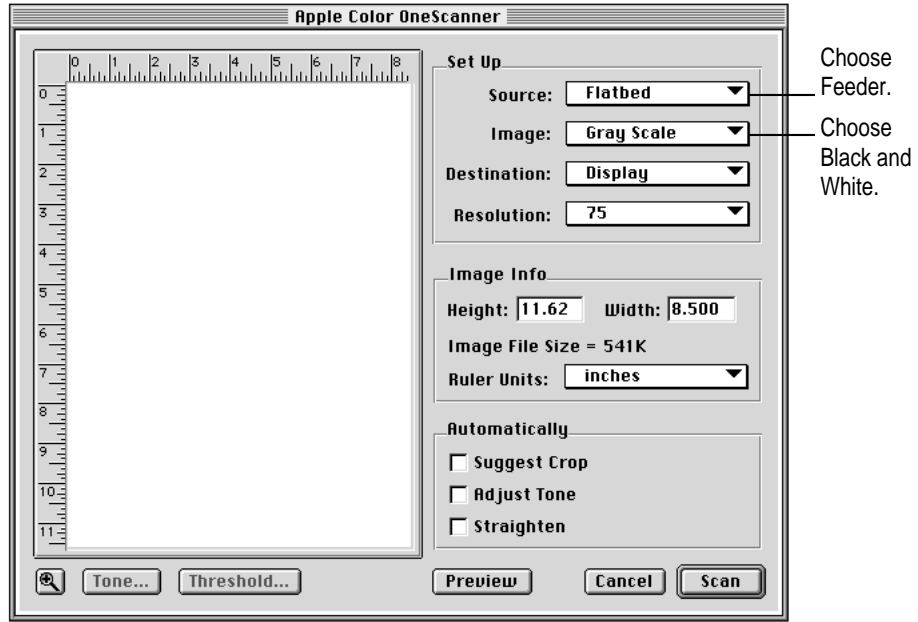 Apple Color OneScanner
0 1 2 3 4 5 6 7 8
0
1
2
3
4
5
6
7
8
9
10
11
Set Up
Source: Flatbed
Image: Gray Scale
Destination: Display
Resolution: 75
Choose
Feeder.
Choose
Black and
White.
Image Info
Height: 11.62 Width: 8.500
Image File Size = 541K
Ruler Units: inches
Automatically
Suggest Crop
Adjust Tone
Straighten
Tone... Threshold... Preview Cancel Scan